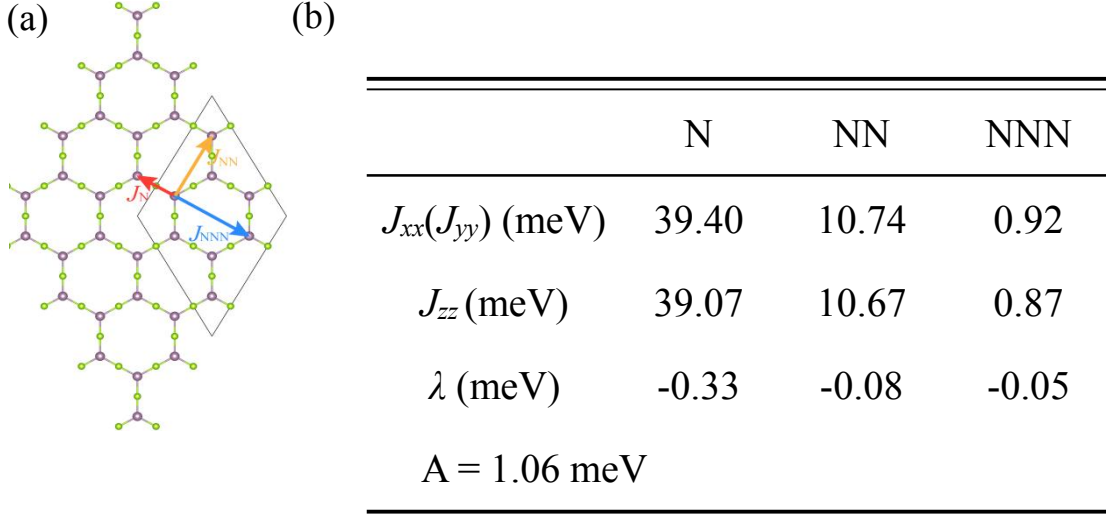 (a)
(b)
J_NN
J_N
J_NNN
N NN NNN
J_xx(J_yy) (meV) 39.40 10.74 0.92
J_zz (meV) 39.07 10.67 0.87
λ (meV) -0.33 -0.08 -0.05
A = 1.06 meV